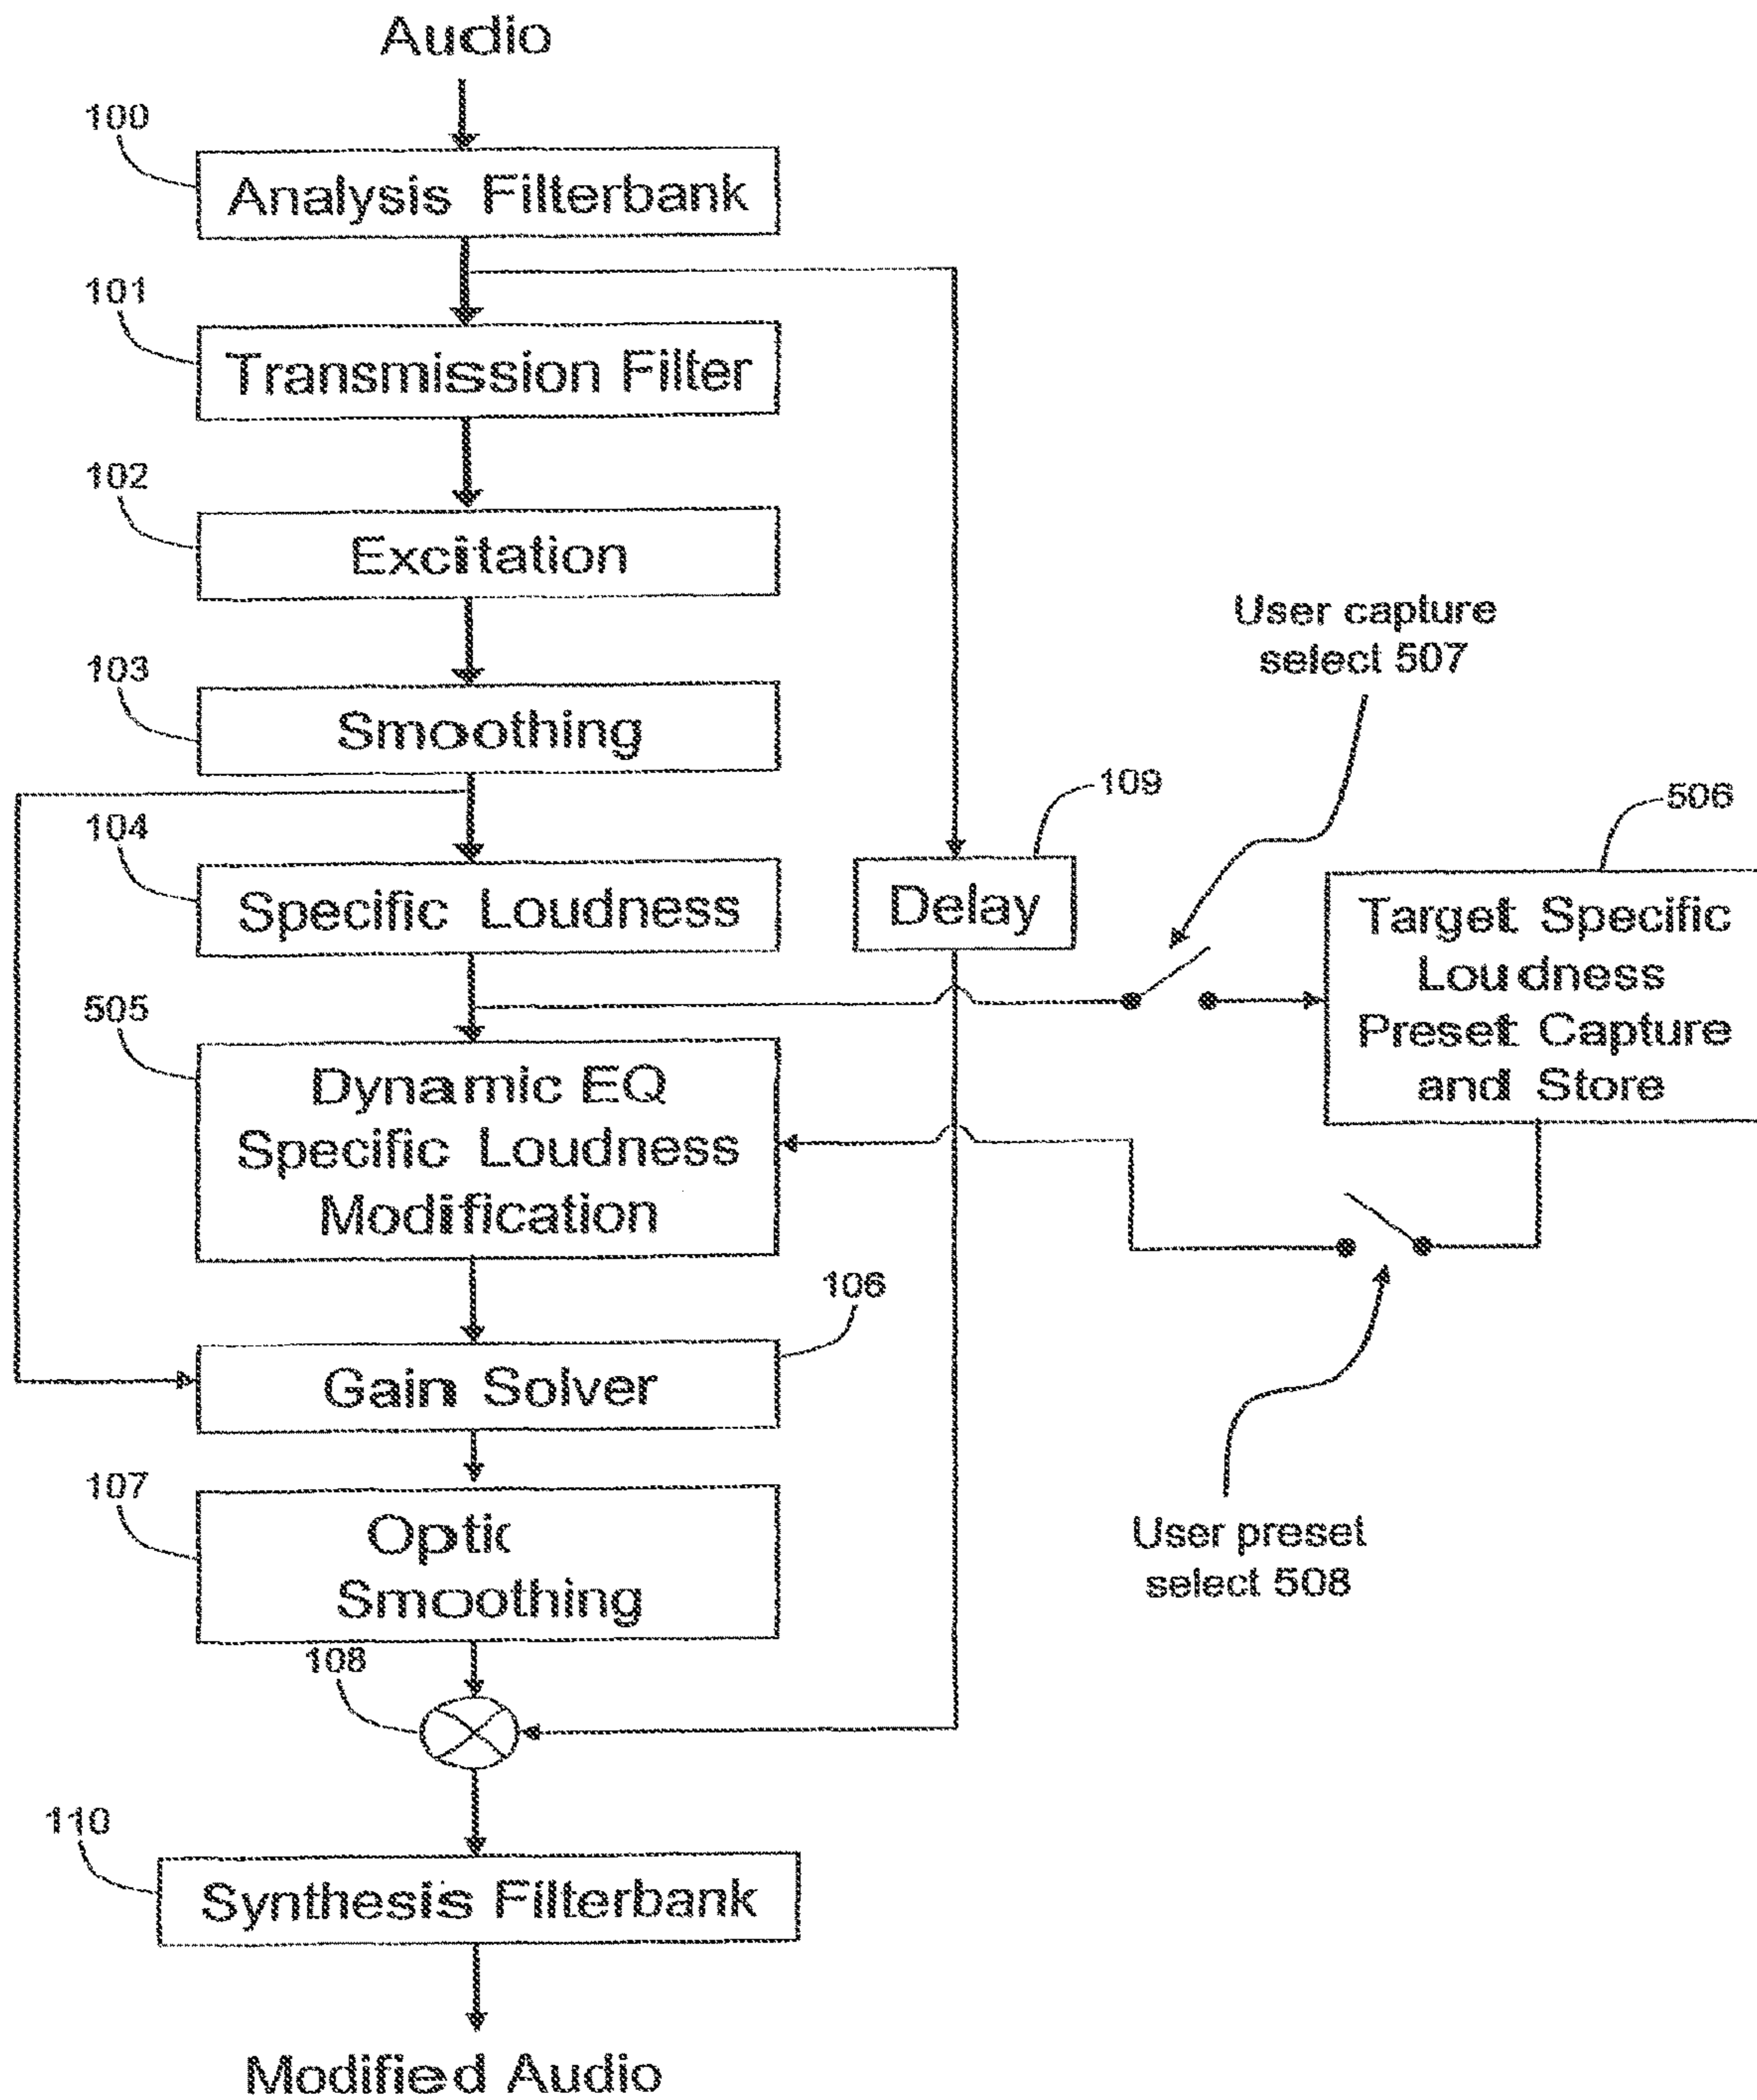 Audio
100
Analysis Filterbank
101
Transmission Filter
102
Excitation
103
Smoothing
104
Specific Loudness
109
Delay
User capture
select 507
506
Target Specific
Loudness
Preset Capture
and Store
505
Dynamic EQ
Specific Loudness
Modification
106
Gain Solver
107
Optic
Smoothing
User preset
select 508
108
110
Synthesis Filterbank
Modified Audio